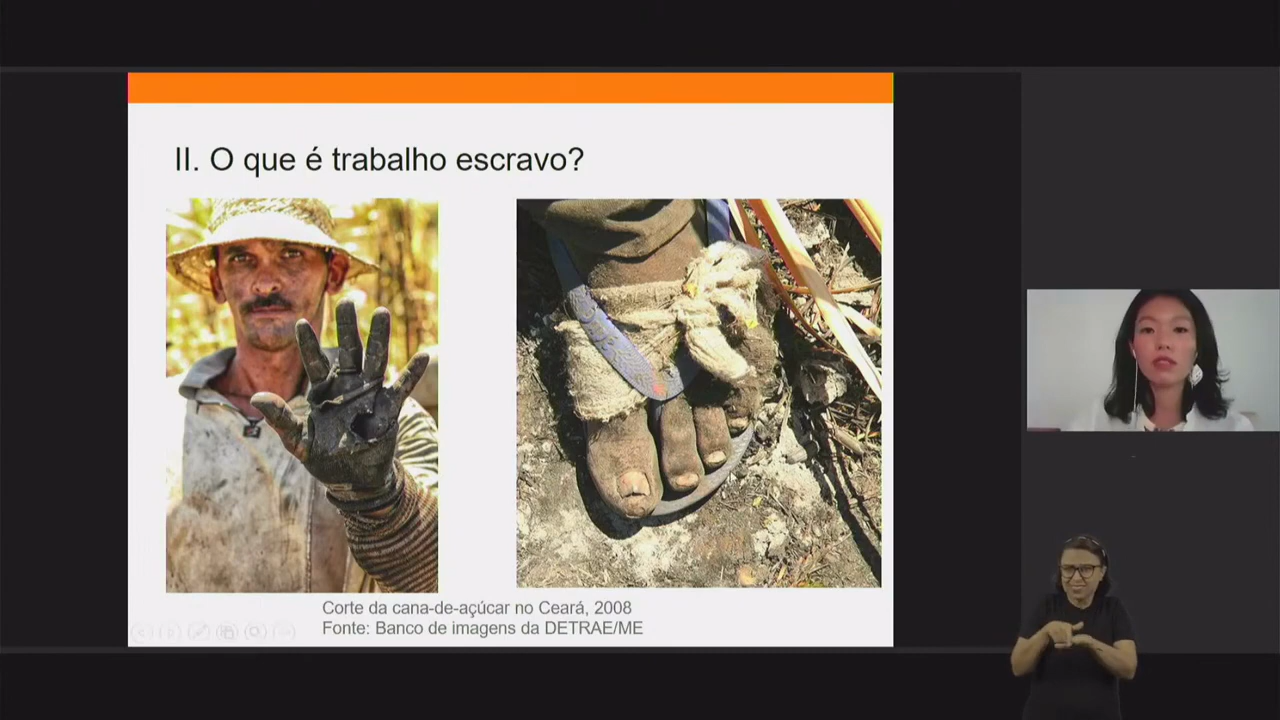 II. O que é trabalho escravo?
Corte da cana-de-açúcar no Ceará, 2008
Fonte: Banco de imagens da DETRAE/ME